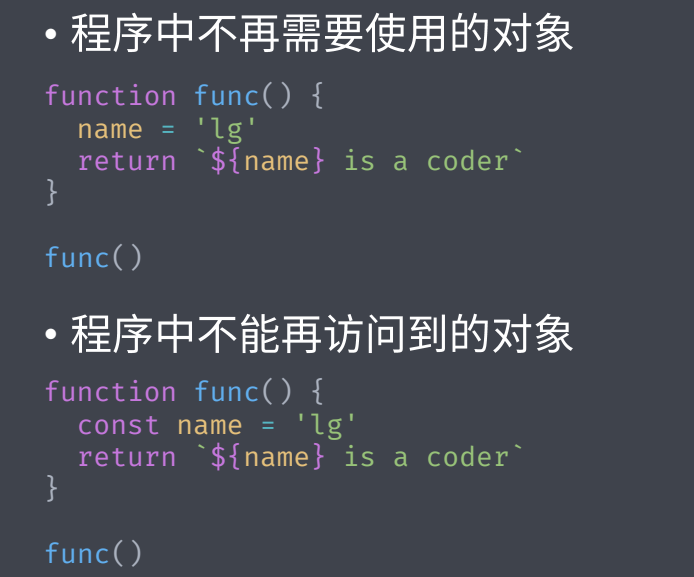 • 程序中不再需要使用的对象
function func() {
  name = 'lg'
  return `${name} is a coder`
}
func()
• 程序中不能再访问到的对象
function func() {
  const name = 'lg'
  return `${name} is a coder`
}
func()